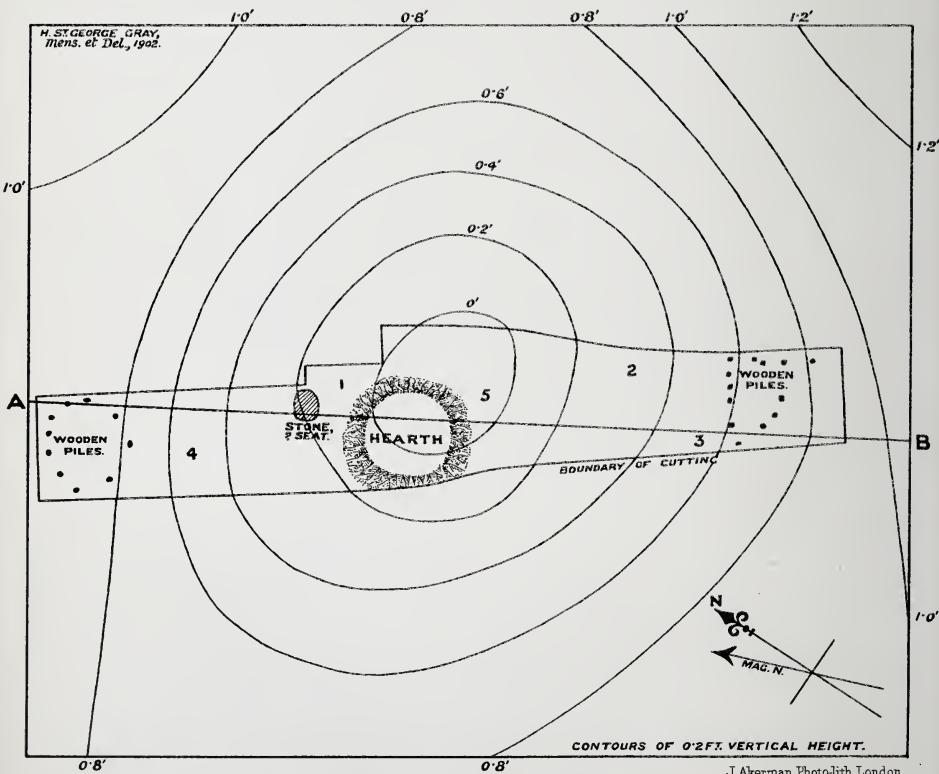 1·0'
0·8'
0·8'
1·0'
1·2'
H. ST. GEORGE GRAY,
Mens. et Del., 1902.
0·6'
1·2'
0·4'
1·0'
0·2'
0'
1
2
5
WOODEN
PILES.
A
STONE,
? SEAT.
HEARTH
B
WOODEN
PILES.
4
3
BOUNDARY OF CUTTING
N
1·0'
MAG. N.
CONTOURS OF 0·2 FT. VERTICAL HEIGHT.
0·8'
0·8'
J. Akerman Photo-lith London